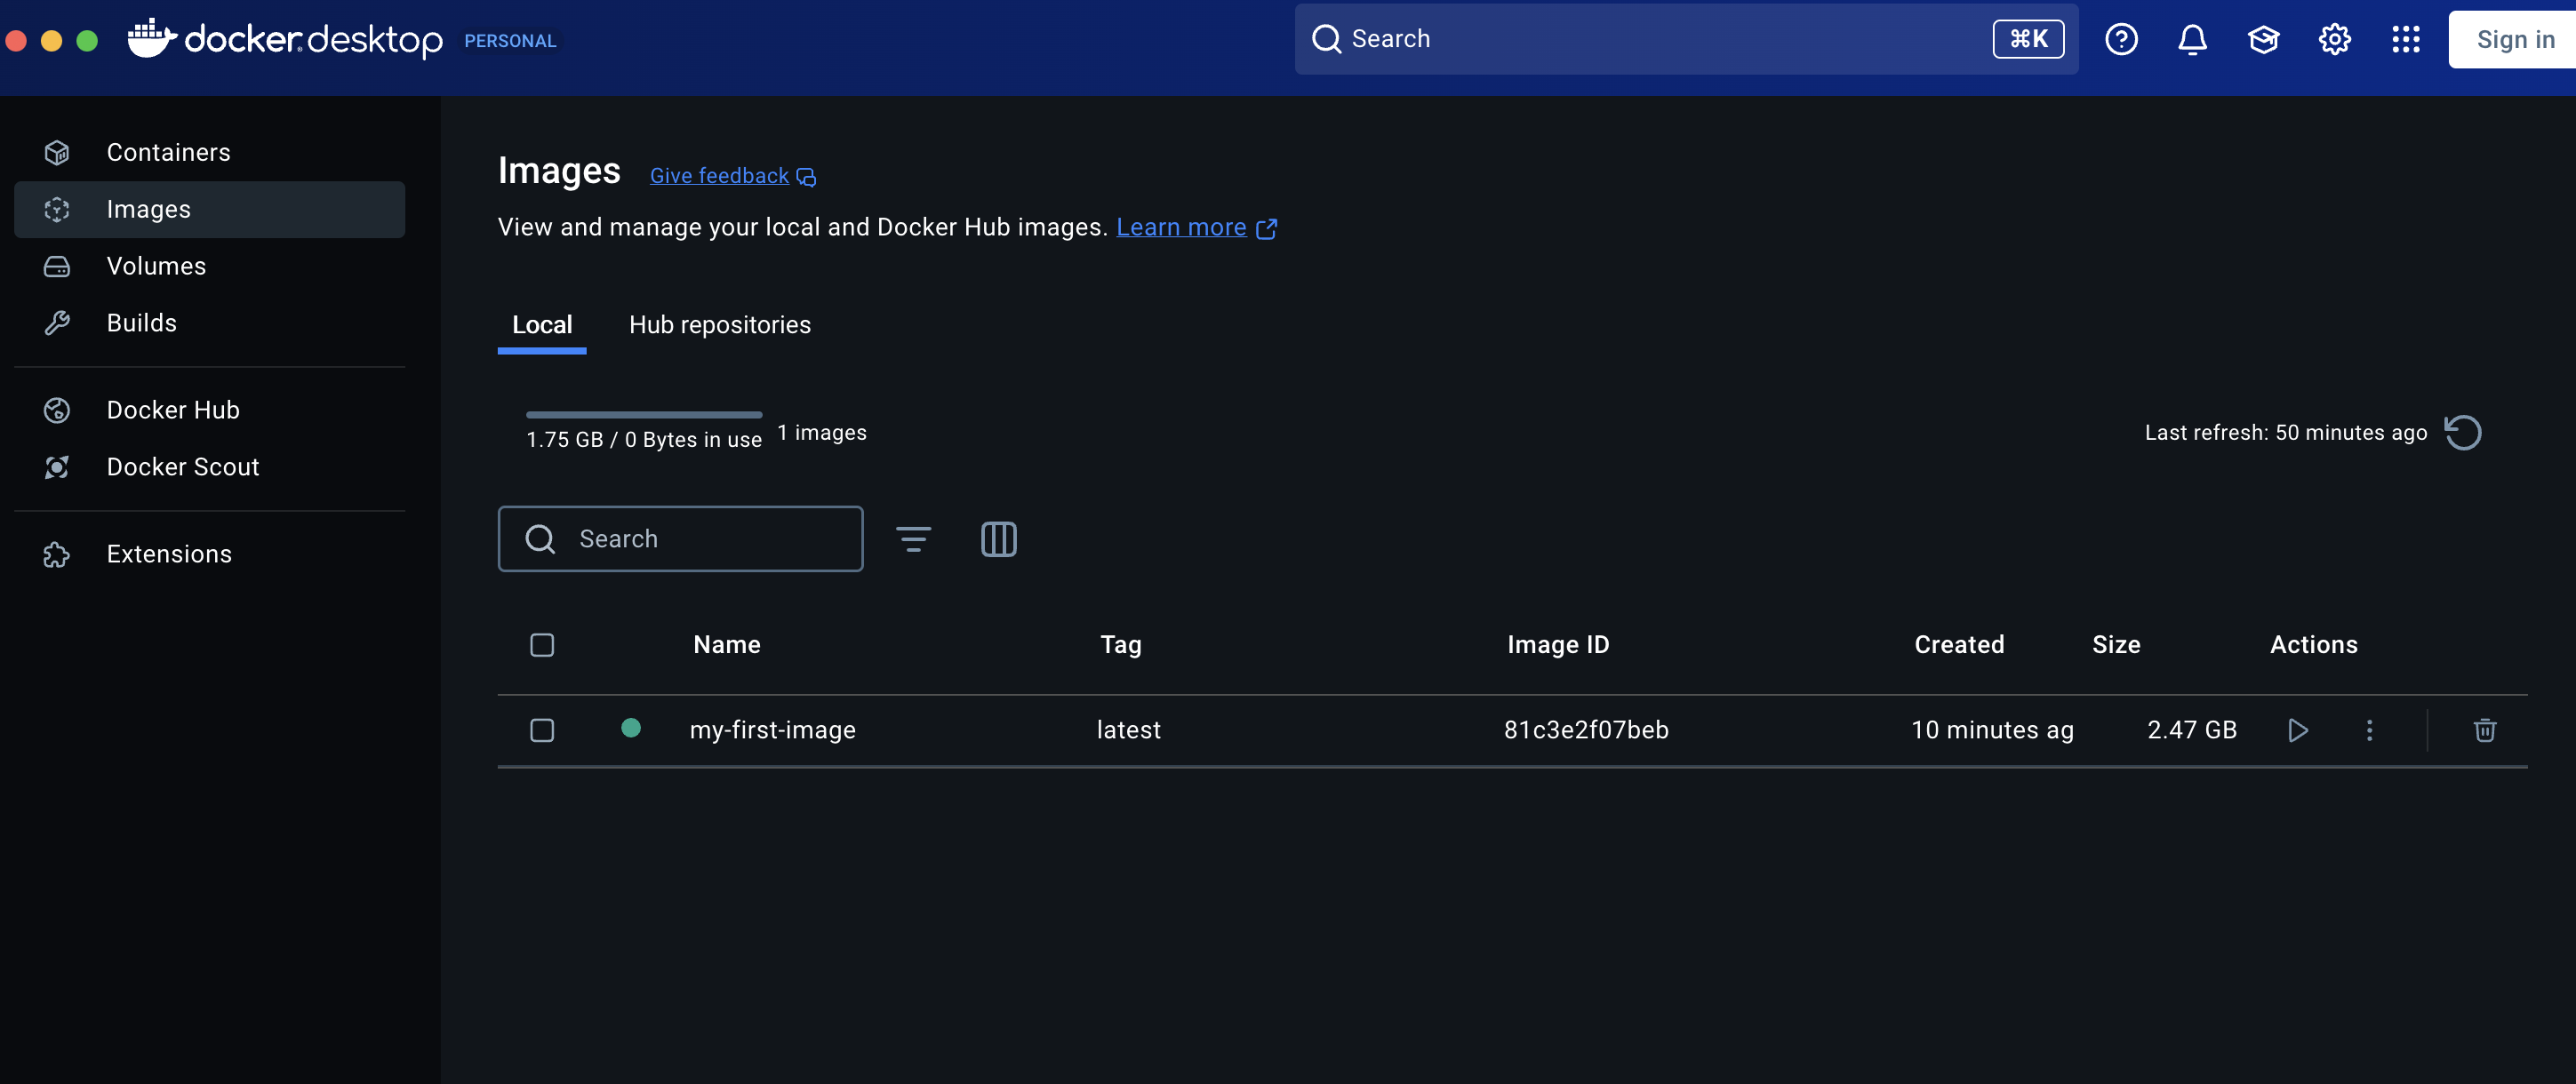 docker desktop PERSONAL
Search ⌘K
Sign in
Containers
Images
Volumes
Builds
Docker Hub
Docker Scout
Extensions
Images Give feedback
View and manage your local and Docker Hub images. Learn more
Local Hub repositories
1.75 GB / 0 Bytes in use 1 images
Last refresh: 50 minutes ago
Search
Name Tag Image ID Created Size Actions
my-first-image latest 81c3e2f07beb 10 minutes ag 2.47 GB